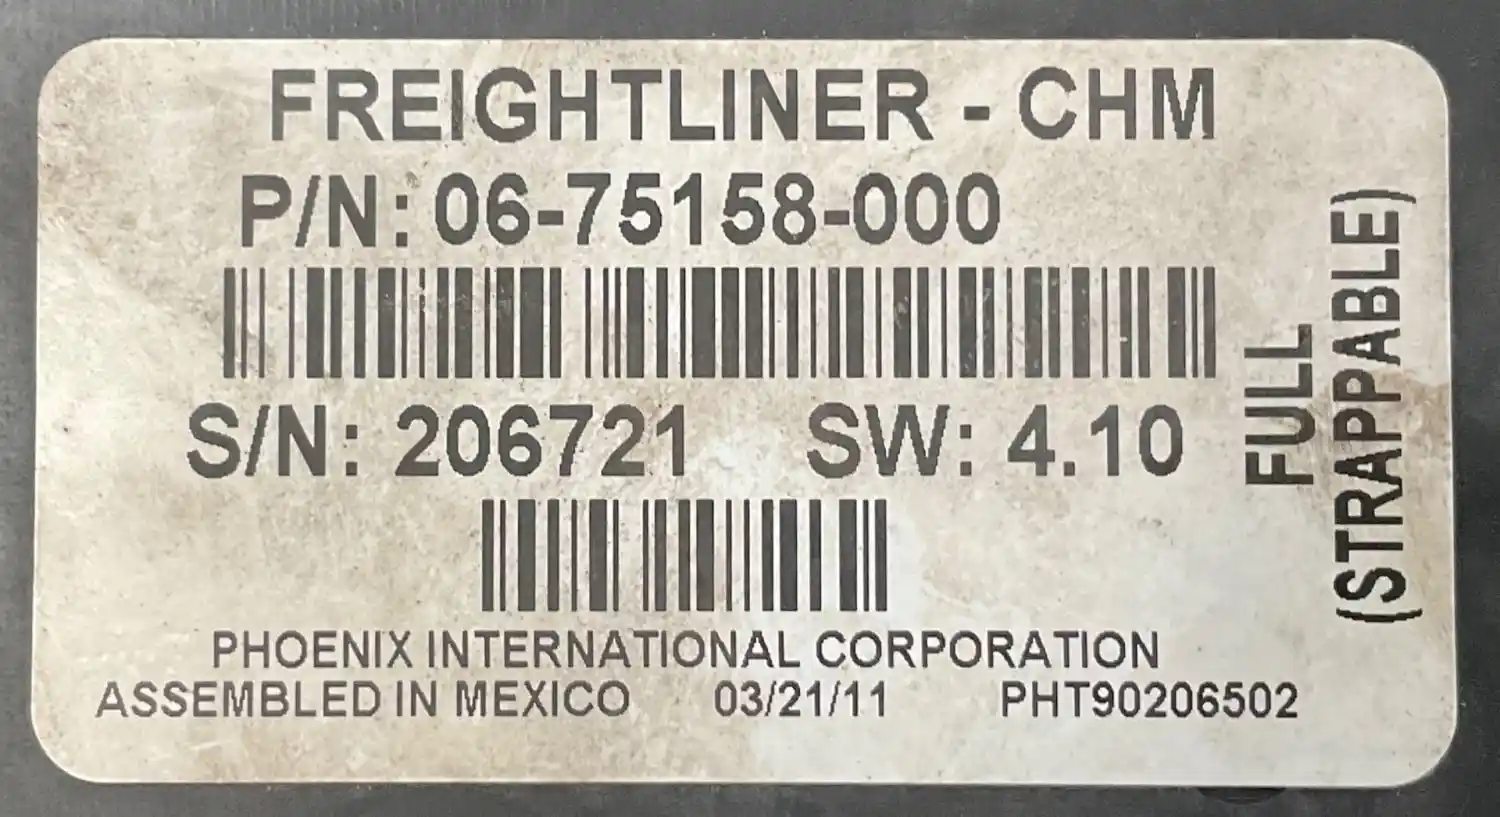 FREIGHTLINER - CHM
P/N: 06-75158-000
S/N: 206721 SW: 4.10
PHOENIX INTERNATIONAL CORPORATION
ASSEMBLED IN MEXICO 03/21/11 PHT90206502
FULL
(STRAPPABLE)